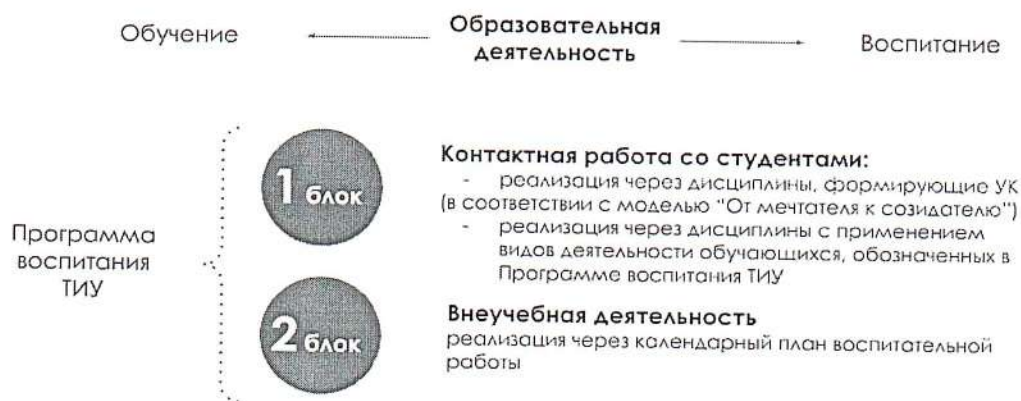 Обучение
Образовательная
деятельность
Воспитание
Программа
воспитания
ТИУ
1 блок
Контактная работа со студентами:
- реализация через дисциплины, формирующие УК
(в соответствии с моделью "От мечтателя к созидателю")
- реализация через дисциплины с применением
видов деятельности обучающихся, обозначенных в
Программе воспитания ТИУ
2 блок
Внеучебная деятельность
реализация через календарный план воспитательной
работы